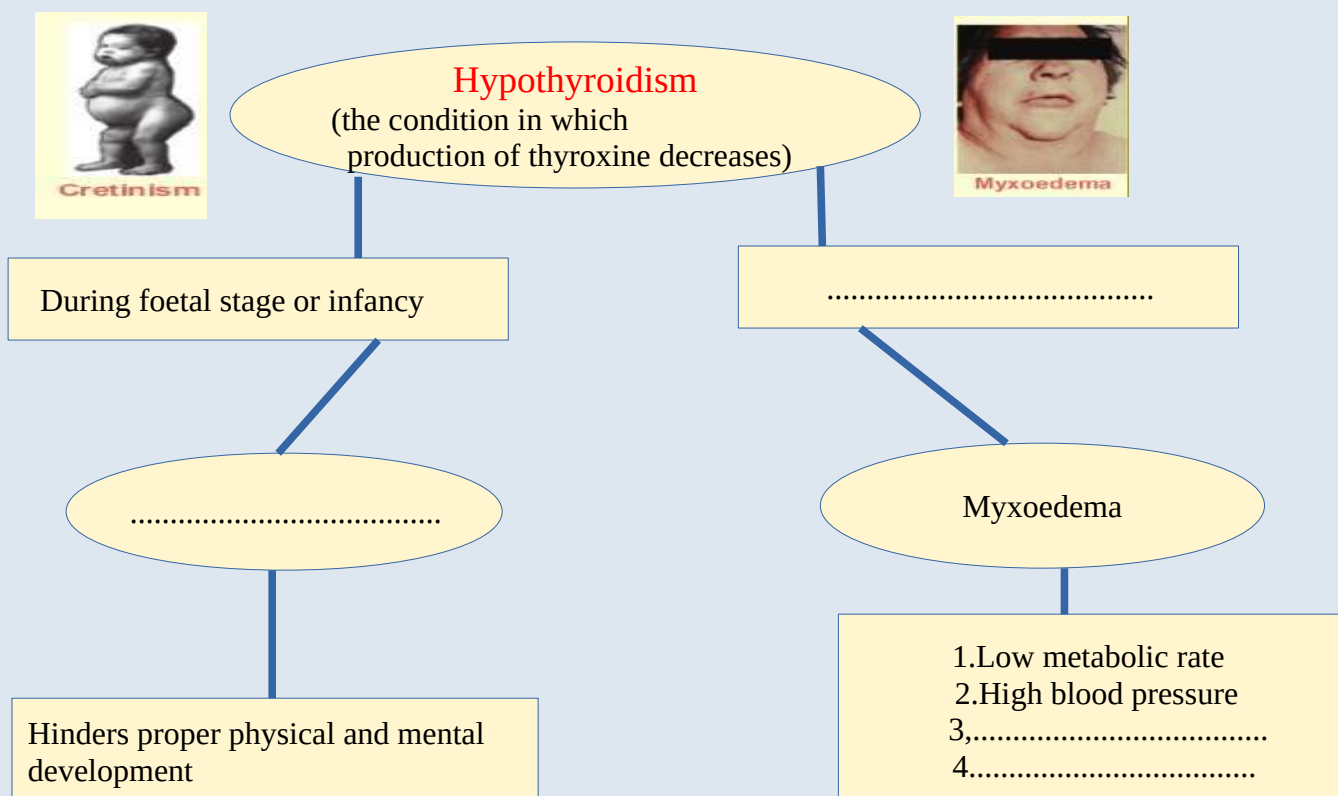 Cretinism
Hypothyroidism
(the condition in which
production of thyroxine decreases)
Myxoedema
During foetal stage or infancy
.........................................
.......................................
Myxoedema
Hinders proper physical and mental
development
1.Low metabolic rate
2.High blood pressure
3,.....................................
4....................................